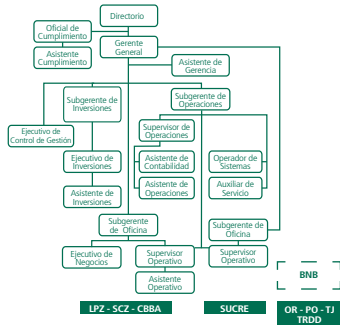 Directorio
Oficial de
Cumplimiento
Gerente
General
Asistente
Cumplimiento
Asistente de
Gerencia
Subgerente de
Inversiones
Subgerente de
Operaciones
Ejecutivo de
Control de Gestión
Supervisor de
Operaciones
Ejecutivo de
Inversiones
Asistente de
Contabilidad
Operador de
Sistemas
Asistente de
Inversiones
Asistente de
Operaciones
Auxiliar de
Servicio
Subgerente
de Oficina
Subgerente de
Oficina
Ejecutivo de
Negocios
Supervisor
Operativo
Supervisor
Operativo
BNB
Asistente
Operativo
LPZ - SCZ - CBBA
SUCRE
OR - PO - TJ
TRDD